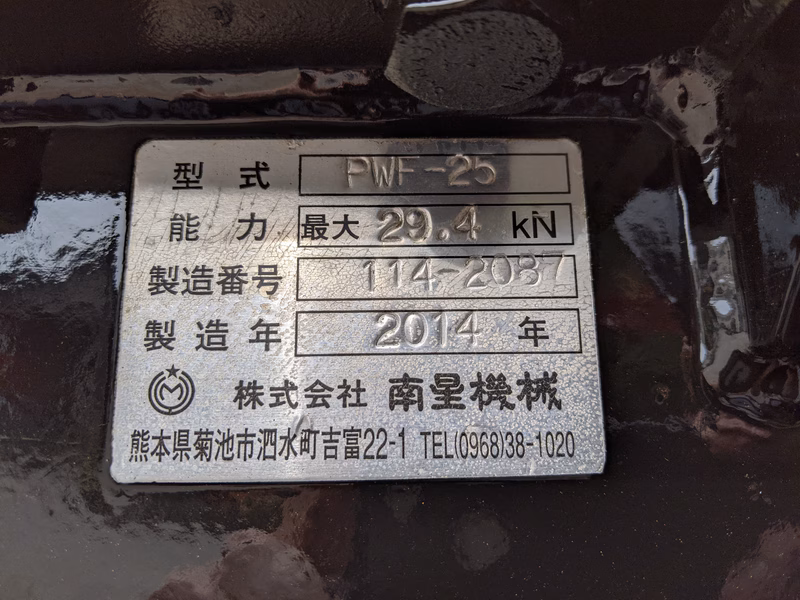 型式 PWF-25
能力 最大 29.4 kN
製造番号 114-2087
製造年 2014 年
株式会社 南星機械
熊本県菊池市泗水町吉富22-1 TEL(0968)38-1020